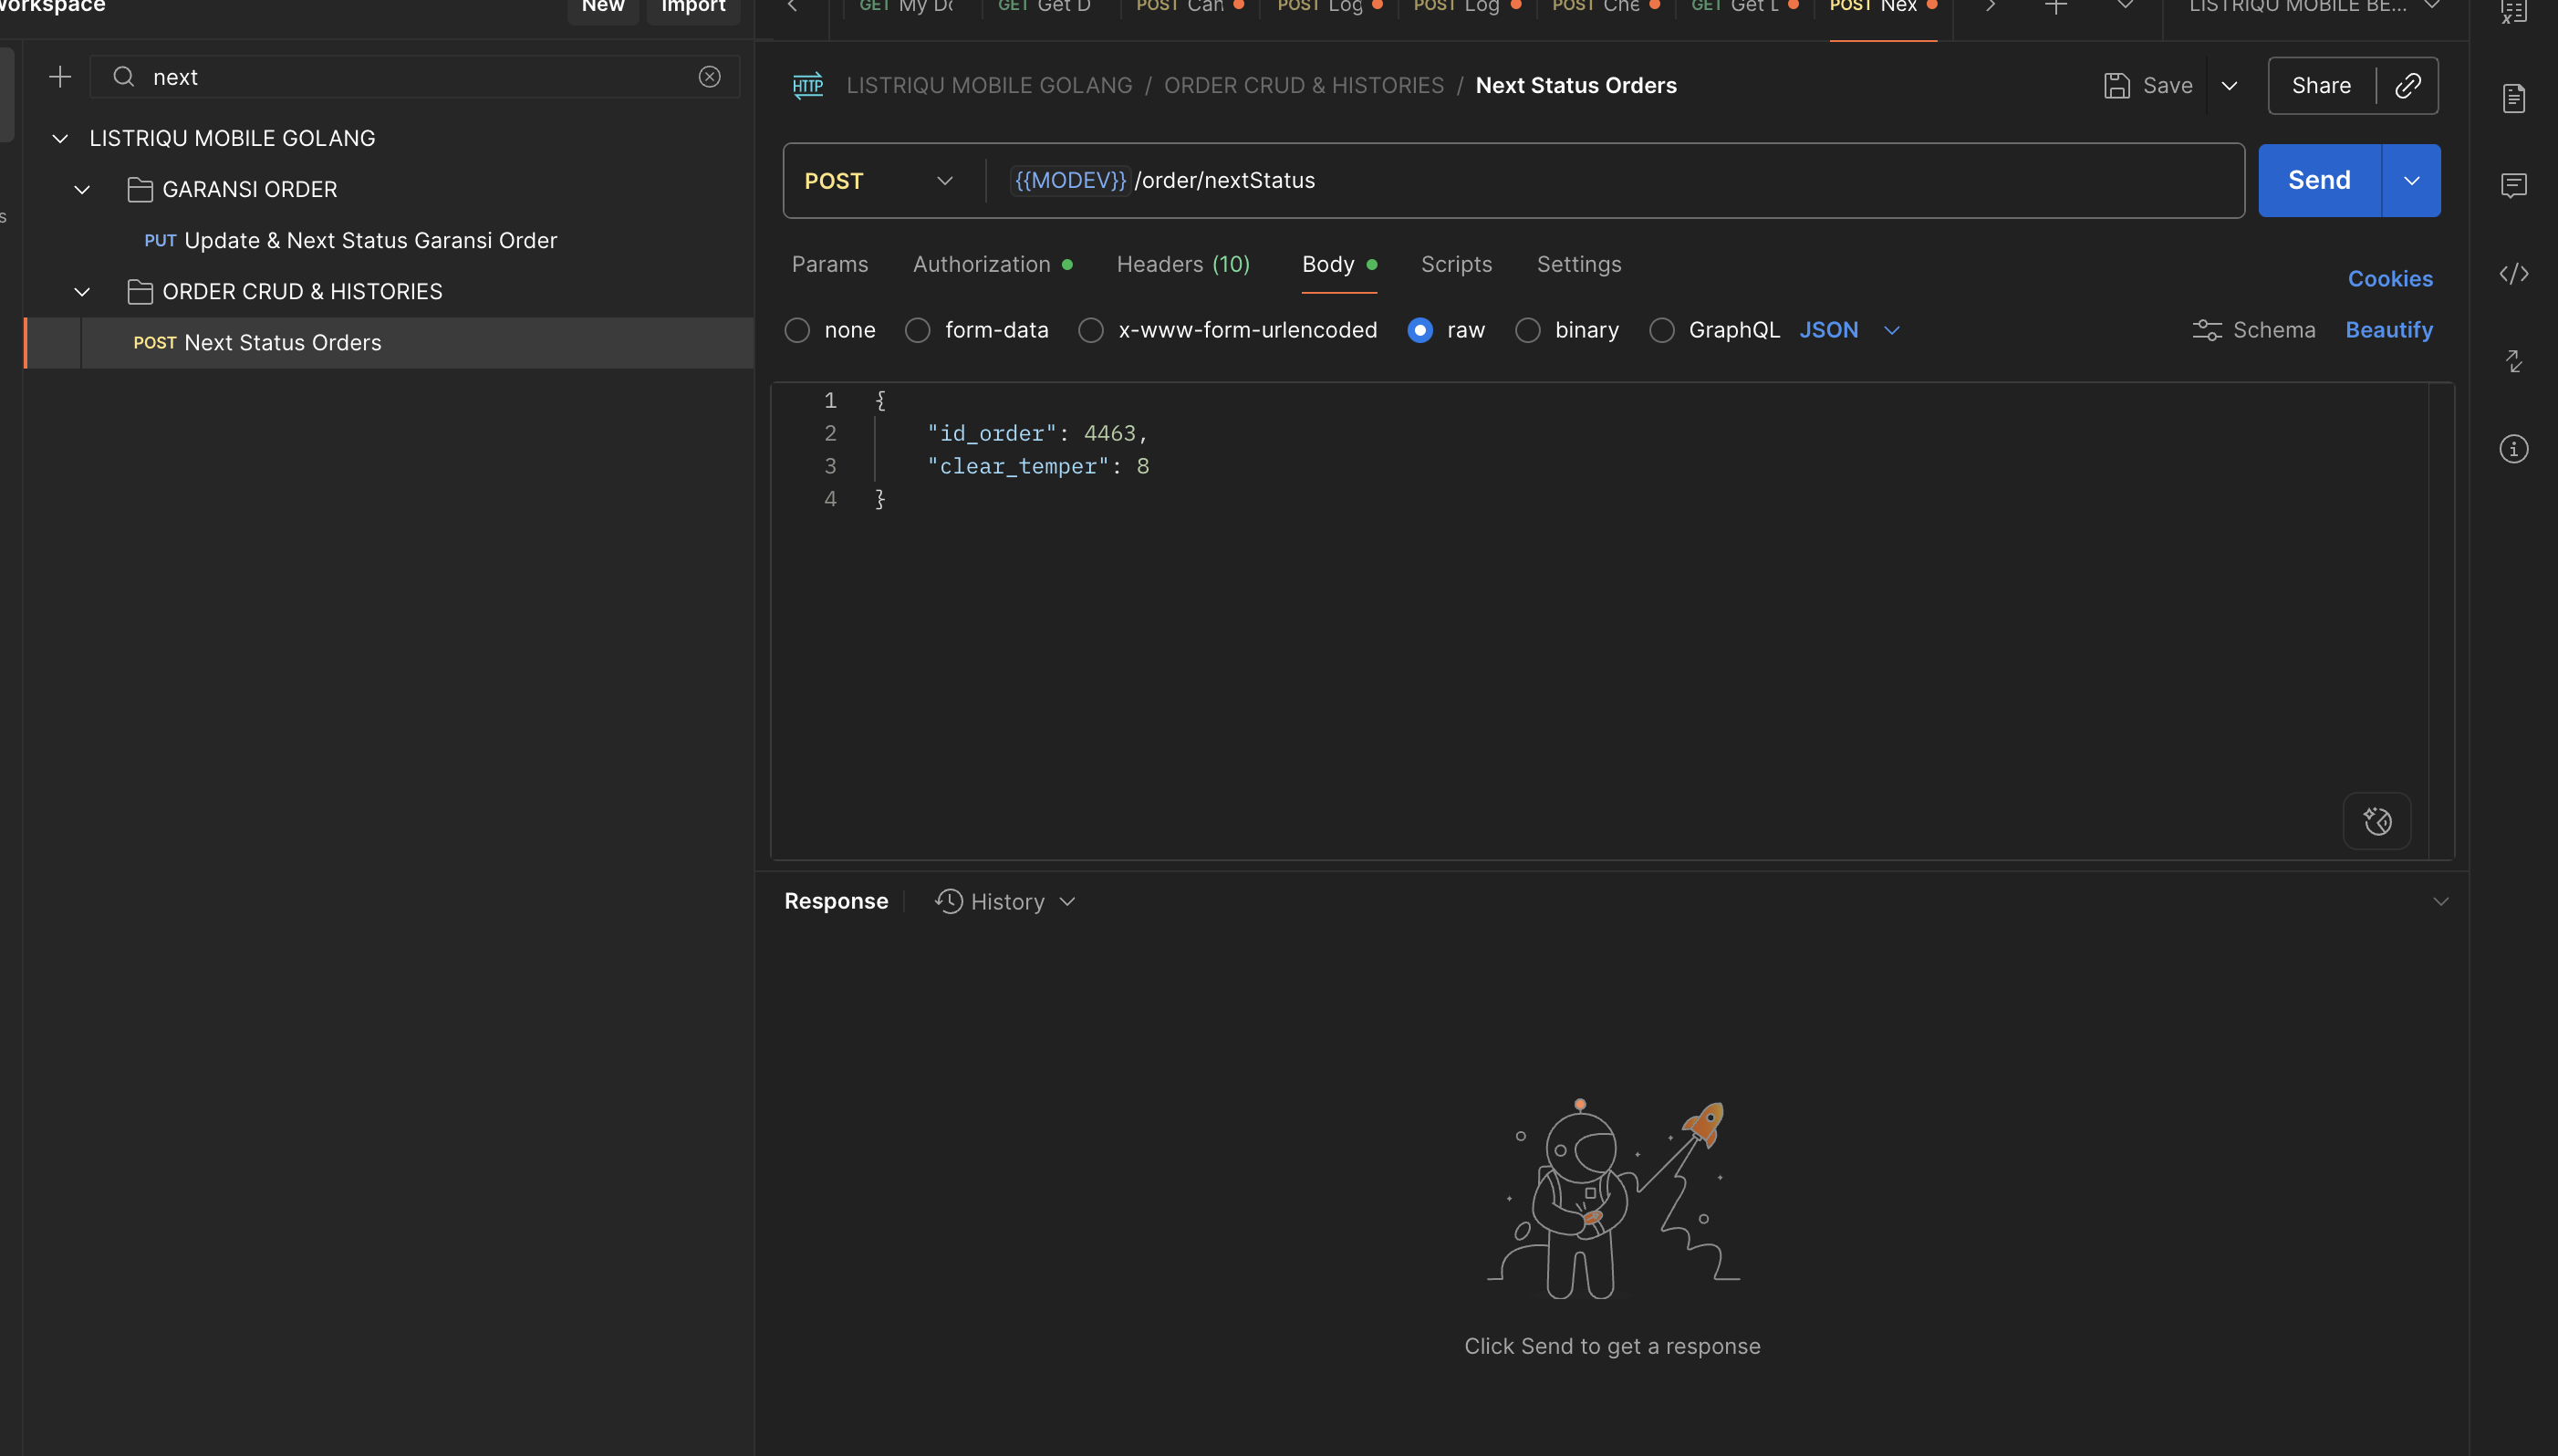 New
Import
next
LISTRIQU MOBILE GOLANG
GARANSI ORDER
PUT Update & Next Status Garansi Order
ORDER CRUD & HISTORIES
POST Next Status Orders
GET My
GET Get D
POST Can
POST Log
POST Log
POST Che
GET Get
POST Nex
LISTRIQU MOBILE BE...
HTTP LISTRIQU MOBILE GOLANG / ORDER CRUD & HISTORIES / Next Status Orders
Save
Share
POST {{MODEV}}/order/nextStatus
Send
Params Authorization Headers (10) Body Scripts Settings
Cookies
none form-data x-www-form-urlencoded raw binary GraphQL JSON
Schema Beautify
1 {
2 "id_order": 4463,
3 "clear_temper": 8
4 }
Response History
Click Send to get a response